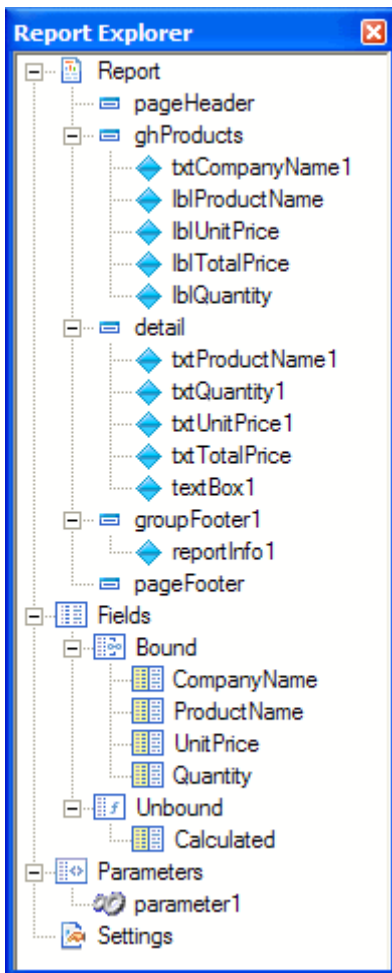 Report Explorer
Report
pageHeader
ghProducts
txtCompanyName1
lblProductName
lblUnitPrice
lblTotalPrice
lblQuantity
detail
txtProductName1
txtQuantity1
txtUnitPrice1
txtTotalPrice
textBox1
groupFooter1
reportInfo1
pageFooter
Fields
Bound
CompanyName
ProductName
UnitPrice
Quantity
Unbound
Calculated
Parameters
parameter1
Settings